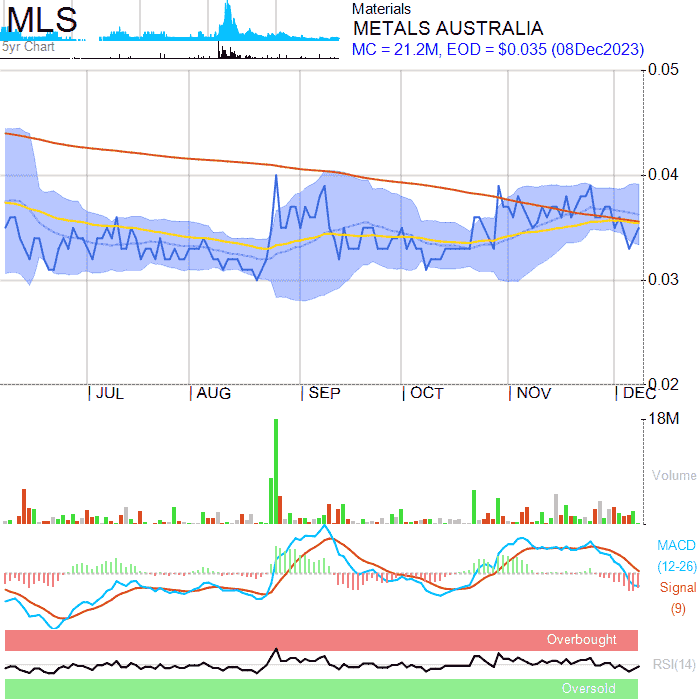 MLS
5yr Chart
Materials
METALS AUSTRALIA
MC = 21.2M, EOD = $0.035 (08Dec2023)
0.05
0.04
0.03
0.02
JUL AUG SEP OCT NOV DEC
18M
Volume
MACD
(12-26)
Signal
(9)
Overbought
RSI(14)
Oversold